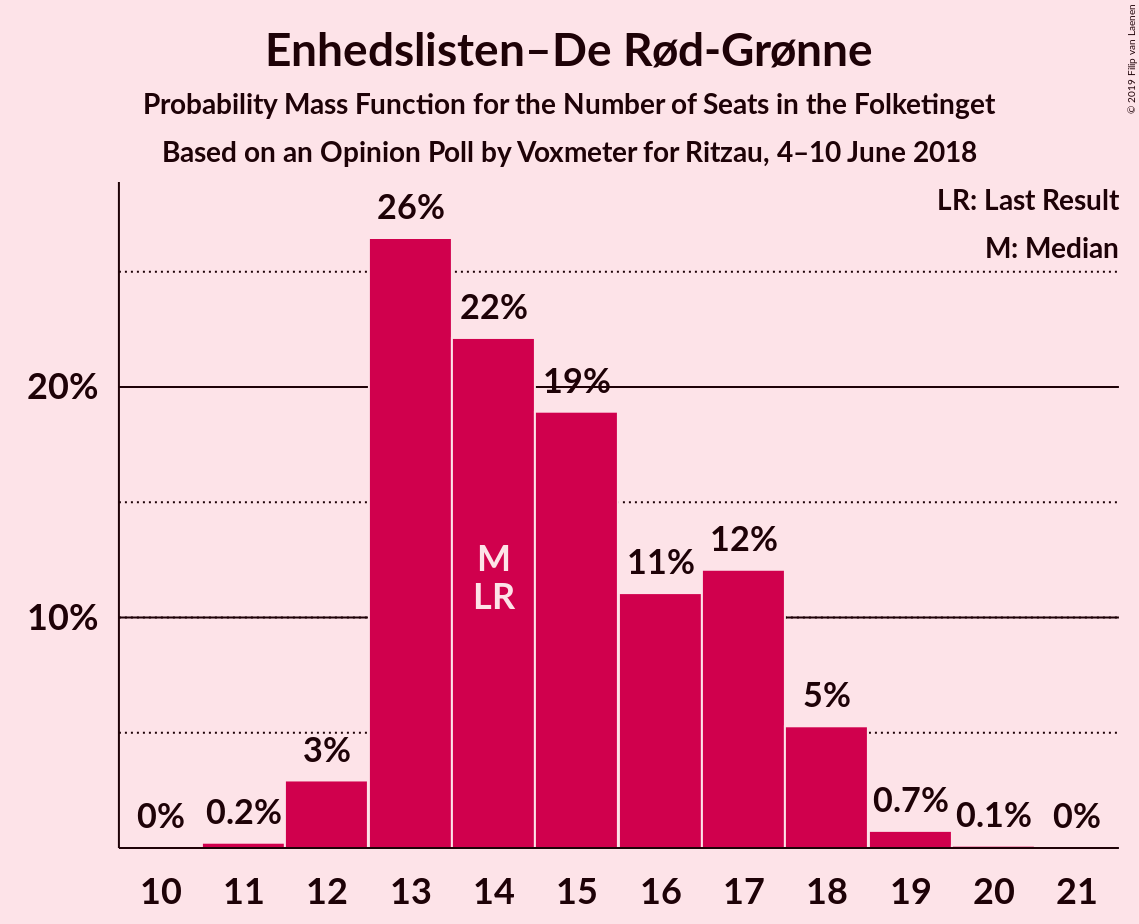 Enhedslisten–De Rød-Grønne
Probability Mass Function for the Number of Seats in the Folketinget
Based on an Opinion Poll by Voxmeter for Ritzau, 4–10 June 2018
© 2019 Filip van Laenen
LR: Last Result
M: Median
26%
22%
20%
19%
M
LR
11%
12%
10%
5%
3%
0%
0.2%
0.7%
0.1%
0%
10 11 12 13 14 15 16 17 18 19 20 21